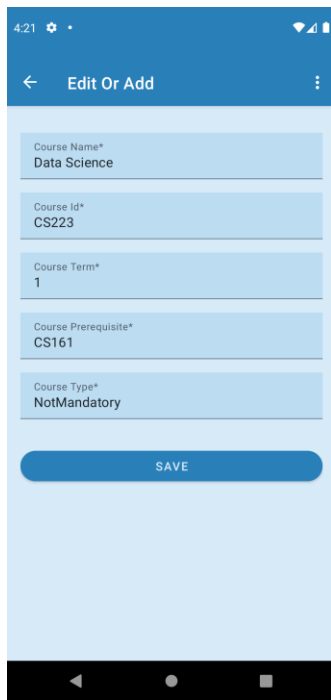 4:21
Edit Or Add
Course Name*
Data Science
Course Id*
CS223
Course Term*
1
Course Prerequisite*
CS161
Course Type*
NotMandatory
SAVE